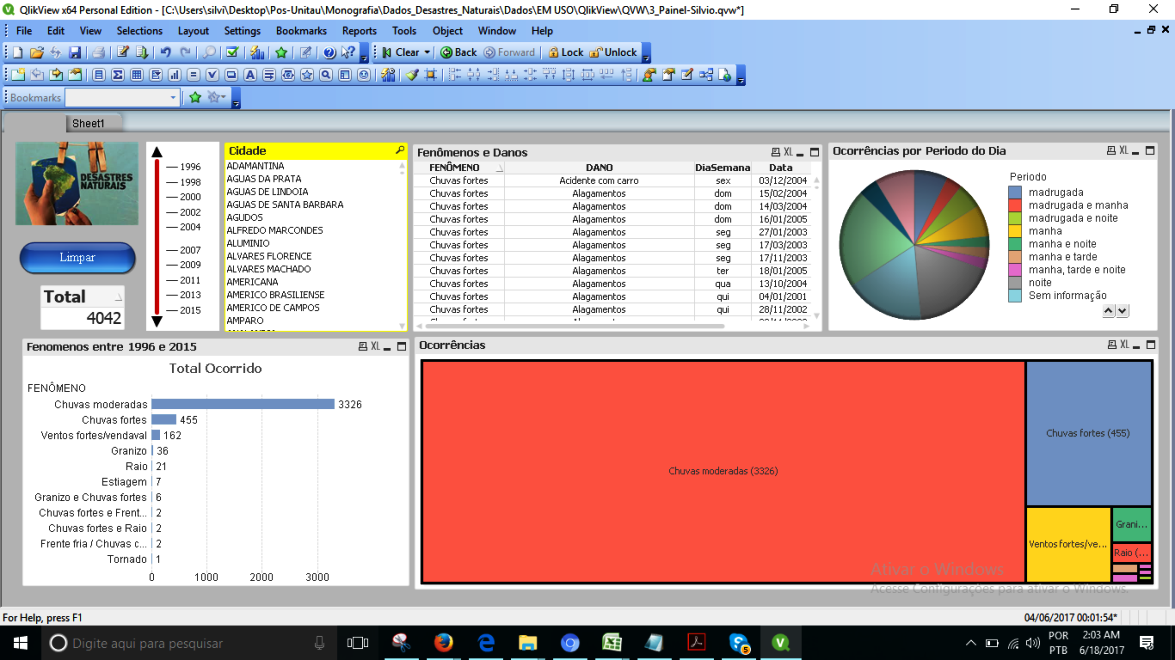 QlikView x64 Personal Edition - [C:\Users\silvi\Desktop\Pos-Unitau\Monografia\Dados_Desastres_Naturais\Dados\EM USO\QlikView\QVW\3_Painel-Silvio.qvw*]
File Edit View Selections Layout Settings Bookmarks Reports Tools Object Window Help
Clear Back Forward Lock Unlock
Bookmarks
Sheet1
DESASTRES
NATURAIS
Limpar
Total
4042
1996
1998
2000
2002
2004
2007
2009
2011
2013
2015
Cidade
ADAMANTINA
AGUAS DA PRATA
AGUAS DE LINDOIA
AGUAS DE SANTA BARBARA
AGUDOS
ALFREDO MARCONDES
ALUMINIO
ALVARES FLORENCE
ALVARES MACHADO
AMERICANA
AMERICO BRASILIENSE
AMERICO DE CAMPOS
AMPARO
Fenômenos e Danos XL
FENÔMENO DANO DiaSemana Data
Chuvas fortes Acidente com carro sex 03/12/2004
Chuvas fortes Alagamentos dom 15/02/2004
Chuvas fortes Alagamentos dom 14/03/2004
Chuvas fortes Alagamentos dom 16/01/2005
Chuvas fortes Alagamentos seg 27/01/2003
Chuvas fortes Alagamentos seg 17/03/2003
Chuvas fortes Alagamentos seg 17/11/2003
Chuvas fortes Alagamentos ter 18/01/2005
Chuvas fortes Alagamentos qua 13/10/2004
Chuvas fortes Alagamentos qui 04/01/2001
Chuvas fortes Alagamentos qui 28/11/2002
Ocorrências por Periodo do Dia XL
Periodo
madrugada
madrugada e manha
madrugada e noite
manha
manha e noite
manha e tarde
manha, tarde e noite
noite
Sem informação
Fenomenos entre 1996 e 2015 XL
Total Ocorrido
FENÔMENO
Chuvas moderadas 3326
Chuvas fortes 455
Ventos fortes/vendaval 162
Granizo 36
Raio 21
Estiagem 7
Granizo e Chuvas fortes 6
Chuvas fortes e Frent... 2
Chuvas fortes e Raio 2
Frente fria / Chuvas c... 2
Tornado 1
0 1000 2000 3000
Ocorrências XL
Chuvas moderadas (3326)
Chuvas fortes (455)
Ventos fortes/ve...
Grani...
Raio (...
Ativar o Windows
Acesse Configurações para ativar o Windows.
For Help, press F1
04/06/2017 00:01:54*
Digite aqui para pesquisar
5
POR
PTB
2:03 AM
6/18/2017